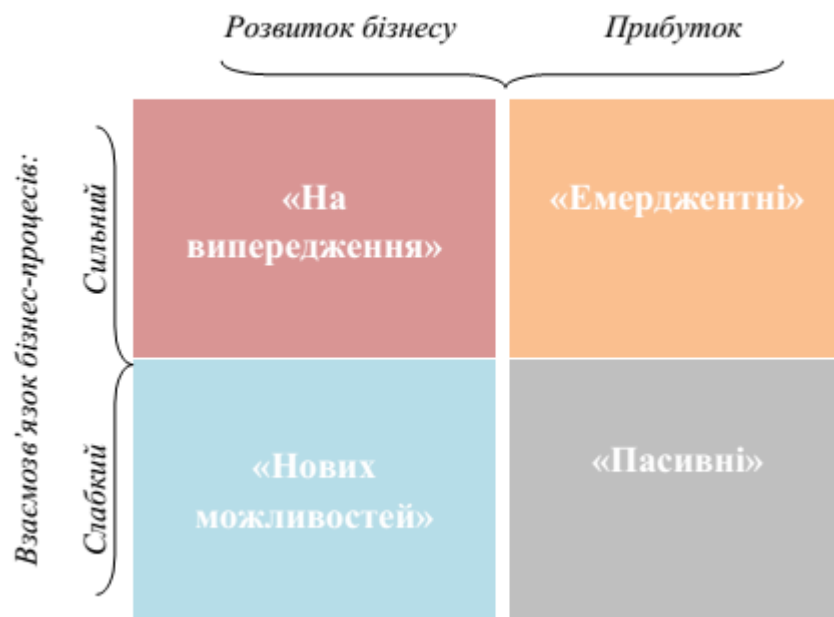 Розвиток бізнесу
Прибуток
Взаємозв'язок бізнес-процесів:
Сильний
«На
випередження»
«Емерджентні»
Слабкий
«Нових
можливостей»
«Пасивні»